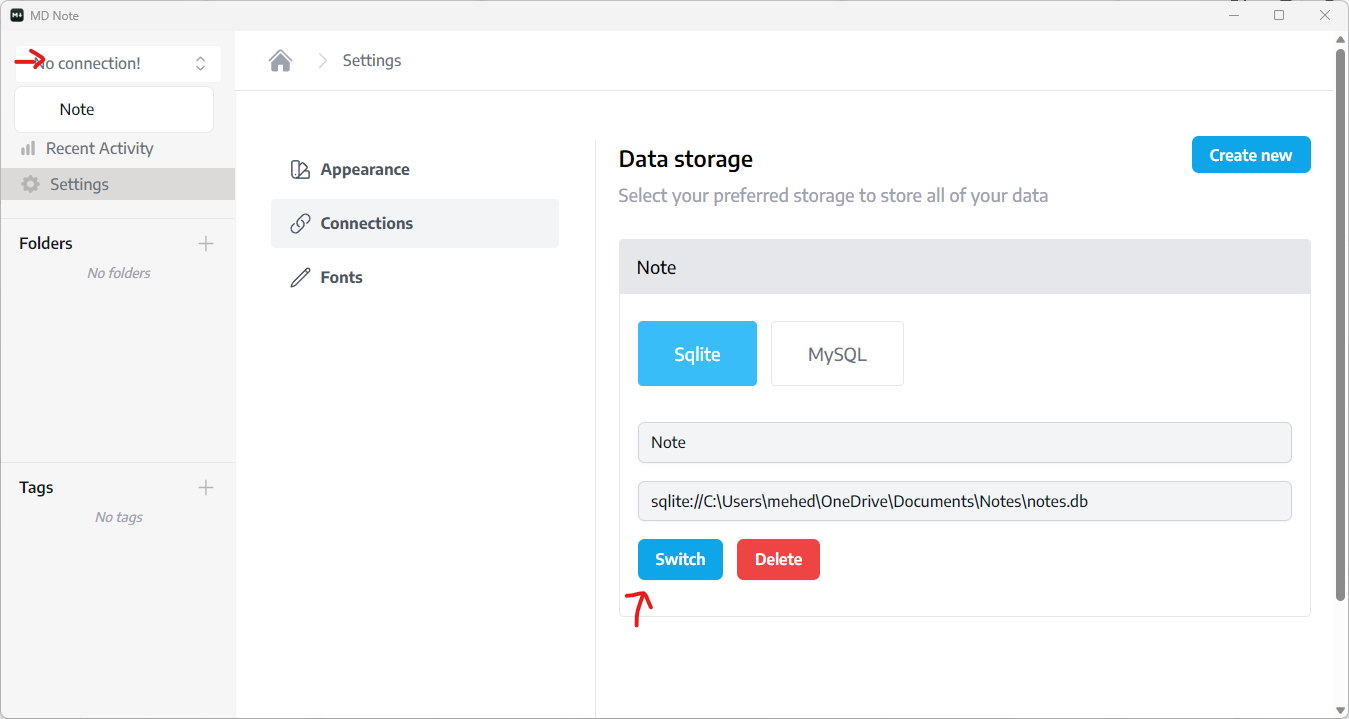 MD Note
No connection!
Note
Recent Activity
Settings
Folders
No folders
Tags
No tags
Settings
Appearance
Connections
Fonts
Data storage
Create new
Select your preferred storage to store all of your data
Note
Sqlite
MySQL
Note
sqlite://C:\Users\mehed\OneDrive\Documents\Notes\notes.db
Switch
Delete